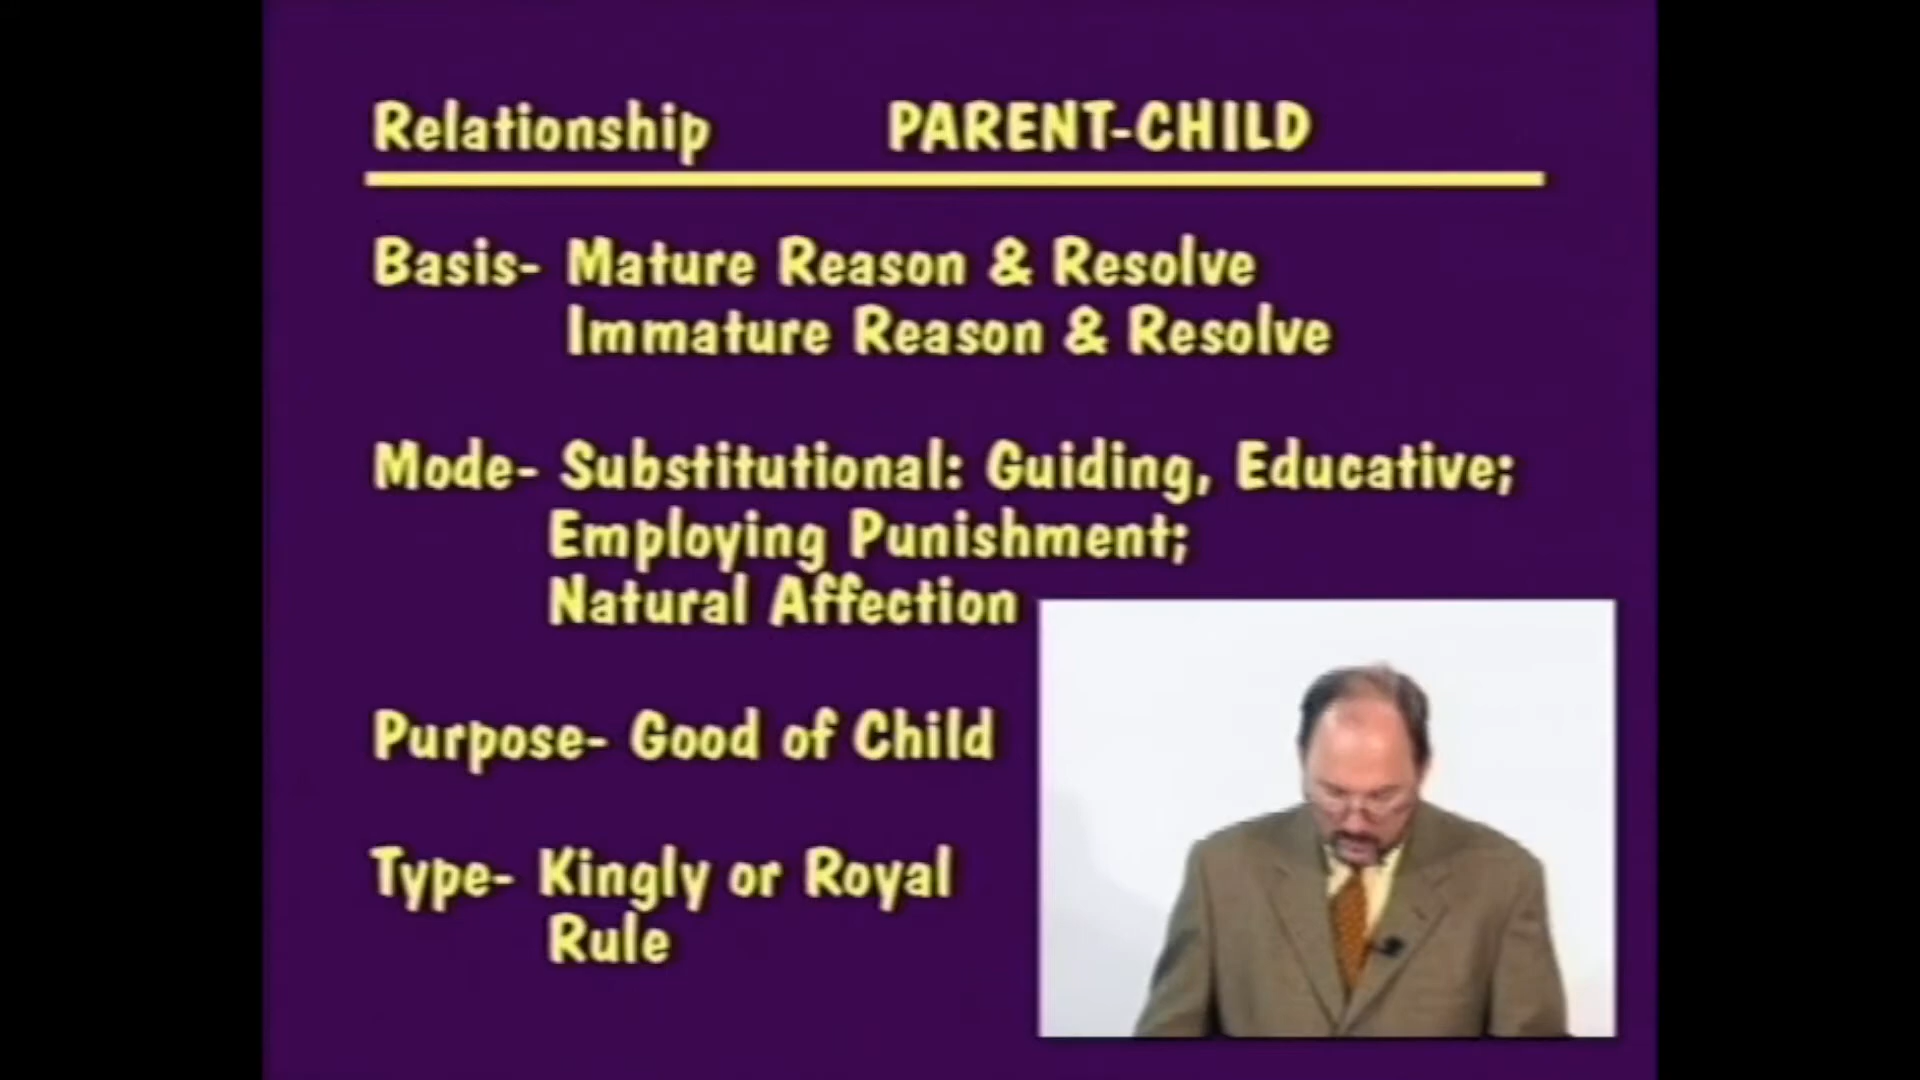 Relationship PARENT-CHILD
Basis- Mature Reason & Resolve
Immature Reason & Resolve
Mode- Substitutional: Guiding, Educative;
Employing Punishment;
Natural Affection
Purpose- Good of Child
Type- Kingly or Royal
Rule